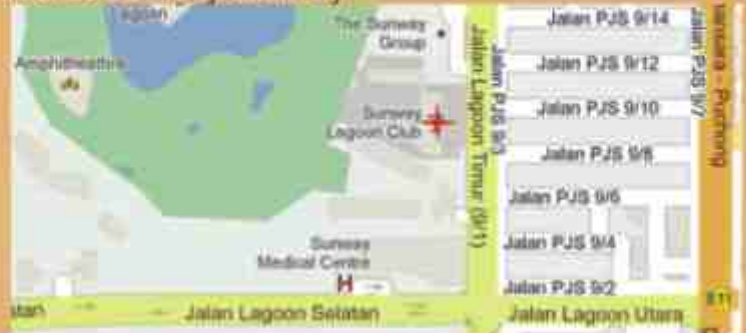 Lagoon
Amphitheatre
The Sunway
Group
Sunway
Lagoon Club
Sunway
Medical Centre
H
Jalan Lagoon Selatan
Jalan Lagoon Timur (9/1)
Jalan PJS 9/3
Jalan PJS 9/14
Jalan PJS 9/12
Jalan PJS 9/10
Jalan PJS 9/8
Jalan PJS 9/6
Jalan PJS 9/4
Jalan PJS 9/2
Jalan Lagoon Utara
Jalan PJS 9/7
Puchong